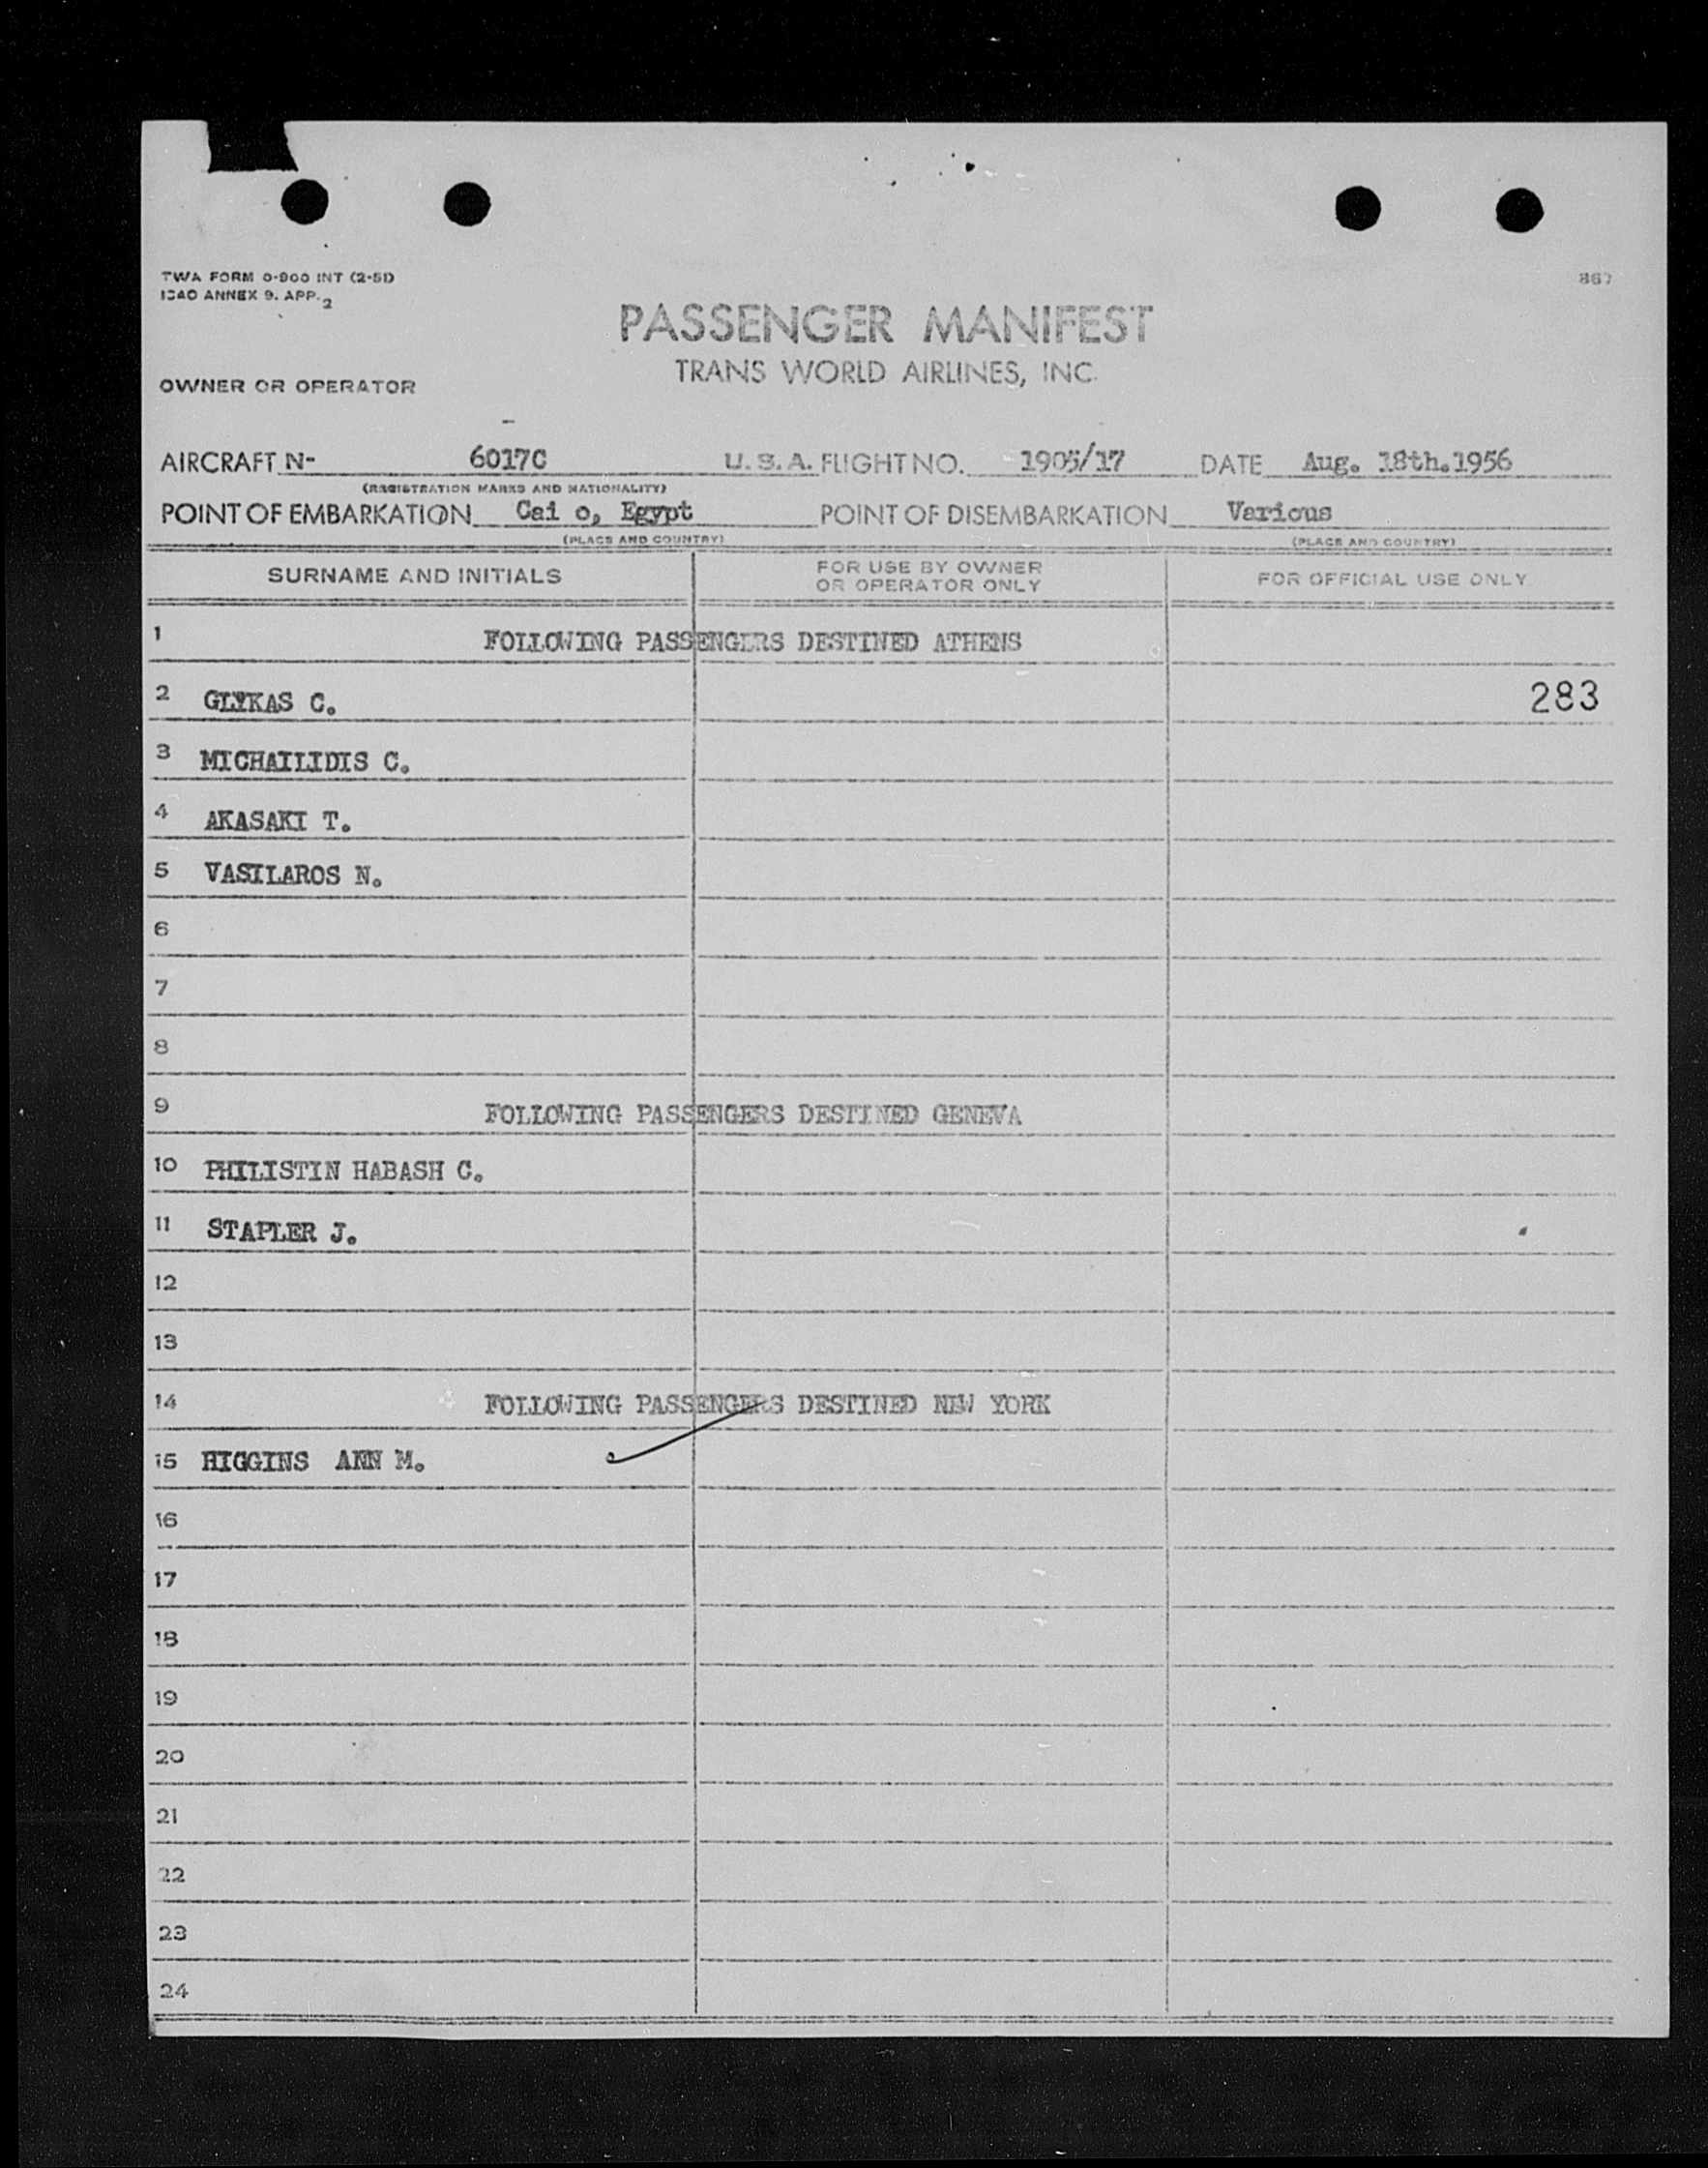 TWA FORM 0-900 INT (2-51)
ICAO ANNEX 9. APP. 2
867
PASSENGER MANIFEST
TRANS WORLD AIRLINES, INC.
OWNER OR OPERATOR
AIRCRAFT N- 6017C U.S.A. FLIGHT NO. 1905/17 DATE Aug. 18th.1956
(REGISTRATION MARKS AND NATIONALITY)
POINT OF EMBARKATION Cai o, Egypt POINT OF DISEMBARKATION Various
(PLACE AND COUNTRY) (PLACE AND COUNTRY)
SURNAME AND INITIALS FOR USE BY OWNER OR OPERATOR ONLY FOR OFFICIAL USE ONLY
1 FOLLOWING PASSENGERS DESTINED ATHENS
2 GLYKAS C. 283
3 MICHAILIDIS C.
4 AKASAKI T.
5 VASILAROS N.
6
7
8
9 FOLLOWING PASSENGERS DESTINED GENEVA
10 PHILISTIN HABASH C.
11 STAPLER J.
12
13
14 FOLLOWING PASSENGERS DESTINED NEW YORK
15 HIGGINS ANN M.
16
17
18
19
20
21
22
23
24